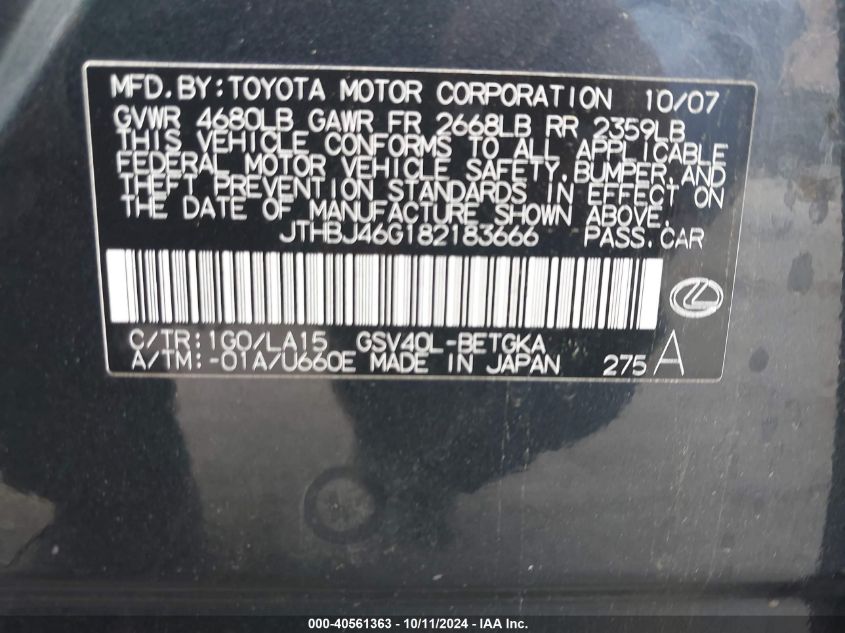 MFD.BY:TOYOTA MOTOR CORPORATION 10/07
GVWR 4680LB GAWR FR 2668LB RR 2359LB
THIS VEHICLE CONFORMS TO ALL APPLICABLE
FEDERAL MOTOR VEHICLE SAFETY,BUMPER,AND
THEFT PREVENTION STANDARDS IN EFFECT ON
THE DATE OF MANUFACTURE SHOWN ABOVE.
JTHBJ46G182183666 PASS.CAR
C/TR:1G0/LA15 GSV40L-BETGKA
A/TM:-01A/U660E MADE IN JAPAN 275 A
000-40561363 - 10/11/2024 - IAA Inc.